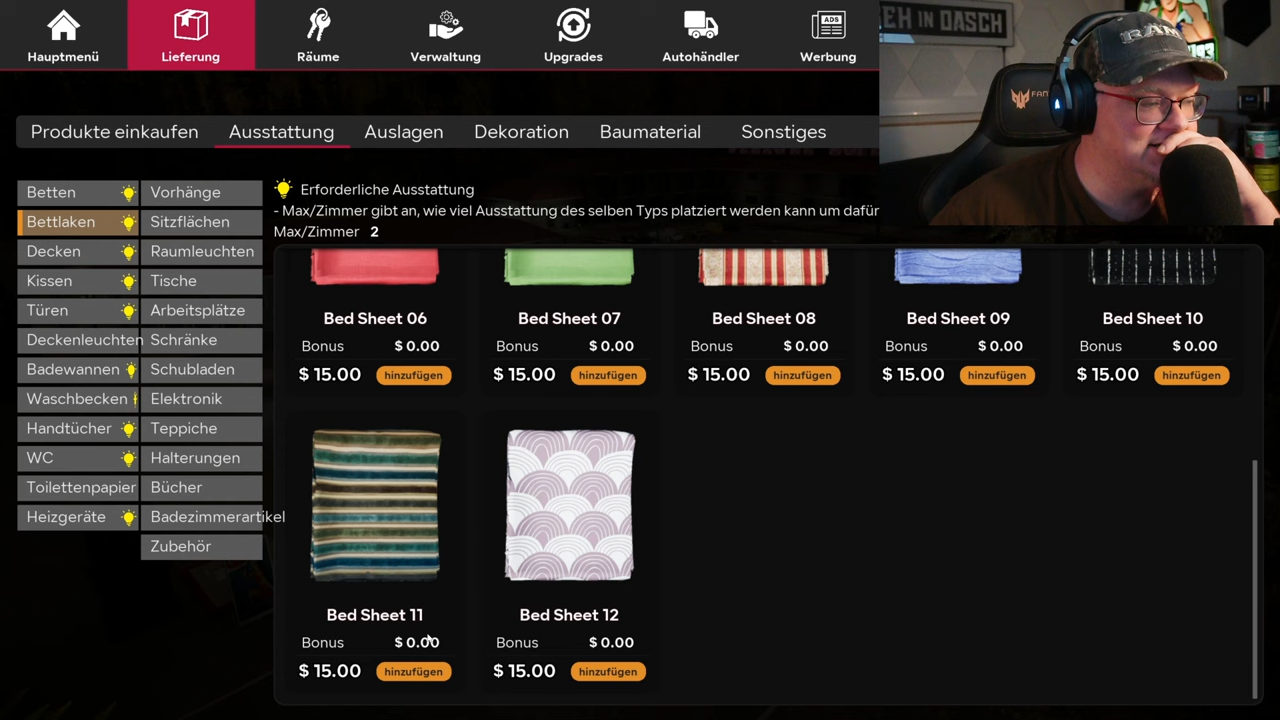 Hauptmenü
Lieferung
Räume
Verwaltung
Upgrades
Autohändler
Werbung
ADS
EH IN OASCH
RAM
FAN
Produkte einkaufen Ausstattung Auslagen Dekoration Baumaterial Sonstiges
Betten Vorhänge
Bettlaken Sitzflächen
Decken Raumleuchten
Kissen Tische
Türen Arbeitsplätze
Deckenleuchten Schränke
Badewannen Schubladen
Waschbecken Elektronik
Handtücher Teppiche
WC Halterungen
Toilettenpapier Bücher
Heizgeräte Badezimmerartikel
Zubehör
Erforderliche Ausstattung
- Max/Zimmer gibt an, wie viel Ausstattung des selben Typs platziert werden kann um dafür
Max/Zimmer 2
Bed Sheet 06
Bonus $ 0.00
$ 15.00 hinzufügen
Bed Sheet 07
Bonus $ 0.00
$ 15.00 hinzufügen
Bed Sheet 08
Bonus $ 0.00
$ 15.00 hinzufügen
Bed Sheet 09
Bonus $ 0.00
$ 15.00 hinzufügen
Bed Sheet 10
Bonus $ 0.00
$ 15.00 hinzufügen
Bed Sheet 11
Bonus $ 0.00
$ 15.00 hinzufügen
Bed Sheet 12
Bonus $ 0.00
$ 15.00 hinzufügen